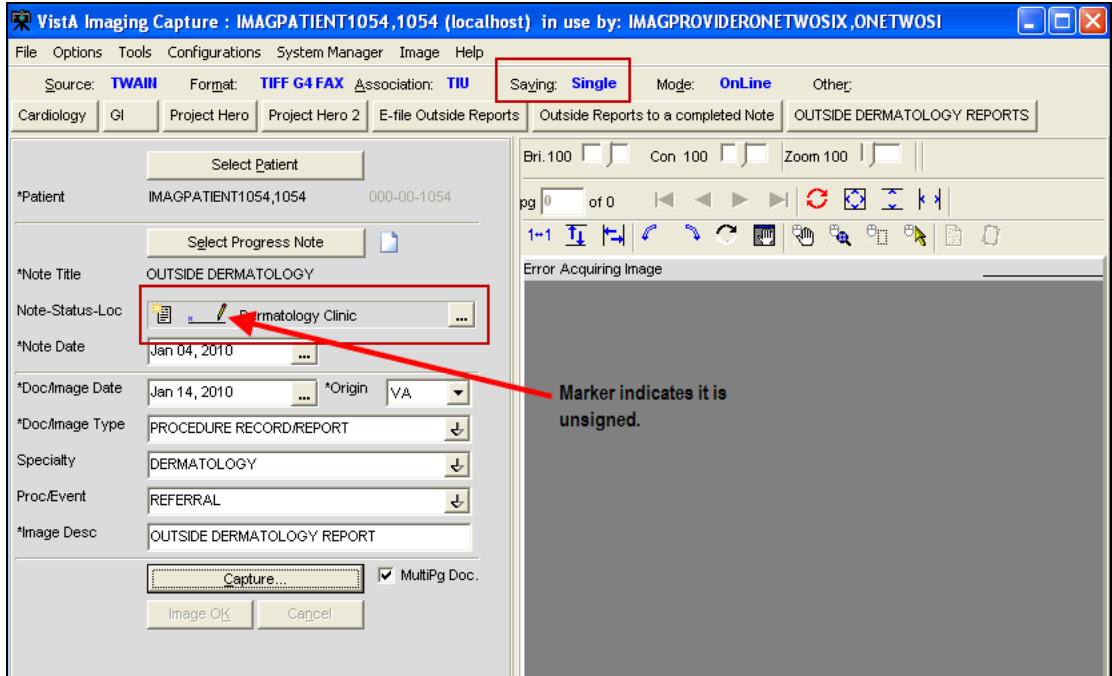 VistA Imaging Capture : IMAGPATIENT1054,1054 (localhost) in use by: IMAGPROVIDERONETWOSIX,ONETWOSI
File Options Tools Configurations System Manager Image Help
Source: TWAIN Format: TIFF G4 FAX Association: TIU Saving: Single Mode: OnLine Other:
Cardiology GI Project Hero Project Hero 2 E-file Outside Reports Outside Reports to a completed Note OUTSIDE DERMATOLOGY REPORTS
Select Patient
*Patient IMAGPATIENT1054,1054 000-00-1054
Select Progress Note
*Note Title OUTSIDE DERMATOLOGY
Note-Status-Loc x Dermatology Clinic ...
*Note Date Jan 04, 2010 ...
*Doc/Image Date Jan 14, 2010 ... *Origin VA
*Doc/Image Type PROCEDURE RECORD/REPORT
Specialty DERMATOLOGY
Proc/Event REFERRAL
*Image Desc OUTSIDE DERMATOLOGY REPORT
Capture... MultiPg Doc.
Image OK Cancel
Bri. 100 Con 100 Zoom 100
pg 0 of 0
1↔1
Error Acquiring Image
Marker indicates it is
unsigned.